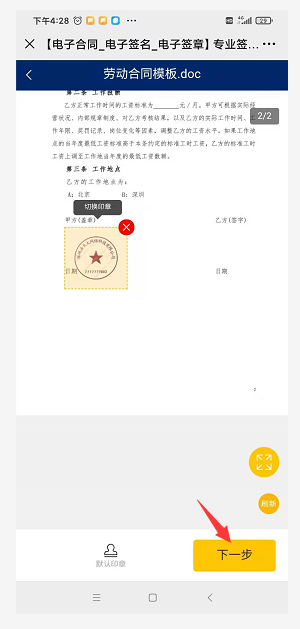 下午4:28
4G 29
【电子合同_电子签名_电子签章】专业签...
劳动合同模板.doc
第二条 工作报酬
乙方正常工作时间的工资标准为________元/月。甲方可根据实际经
营状况、内部规章制度、对乙方考核结果、以及乙方的实际工作时间、工
作年限、奖罚记录、岗位变化等因素、调整乙方的工资水平。如果工作地
点的当年度最低工资标准高于本条约定的标准工时工资，乙方的标准工时
工资上调至工作地当年度的最低工资数额。
2/2
第三条 工作地点
乙方的工作地点为：
A: 北京 B: 深圳
切换印章
甲方(盖章) 乙方(签字)
日期 日期
2
刷新
默认印章
下一步